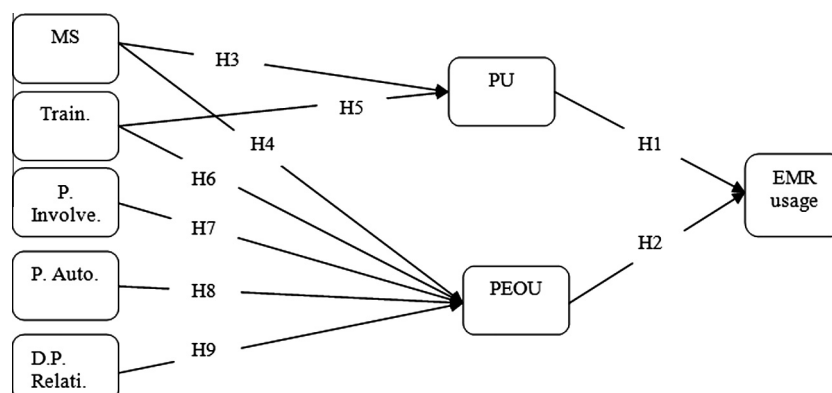 MS
H3
PU
Train.
H5
H4
H1
H6
P.
Involve.
EMR
usage
H7
H2
P. Auto.
H8
PEOU
H9
D.P.
Relati.